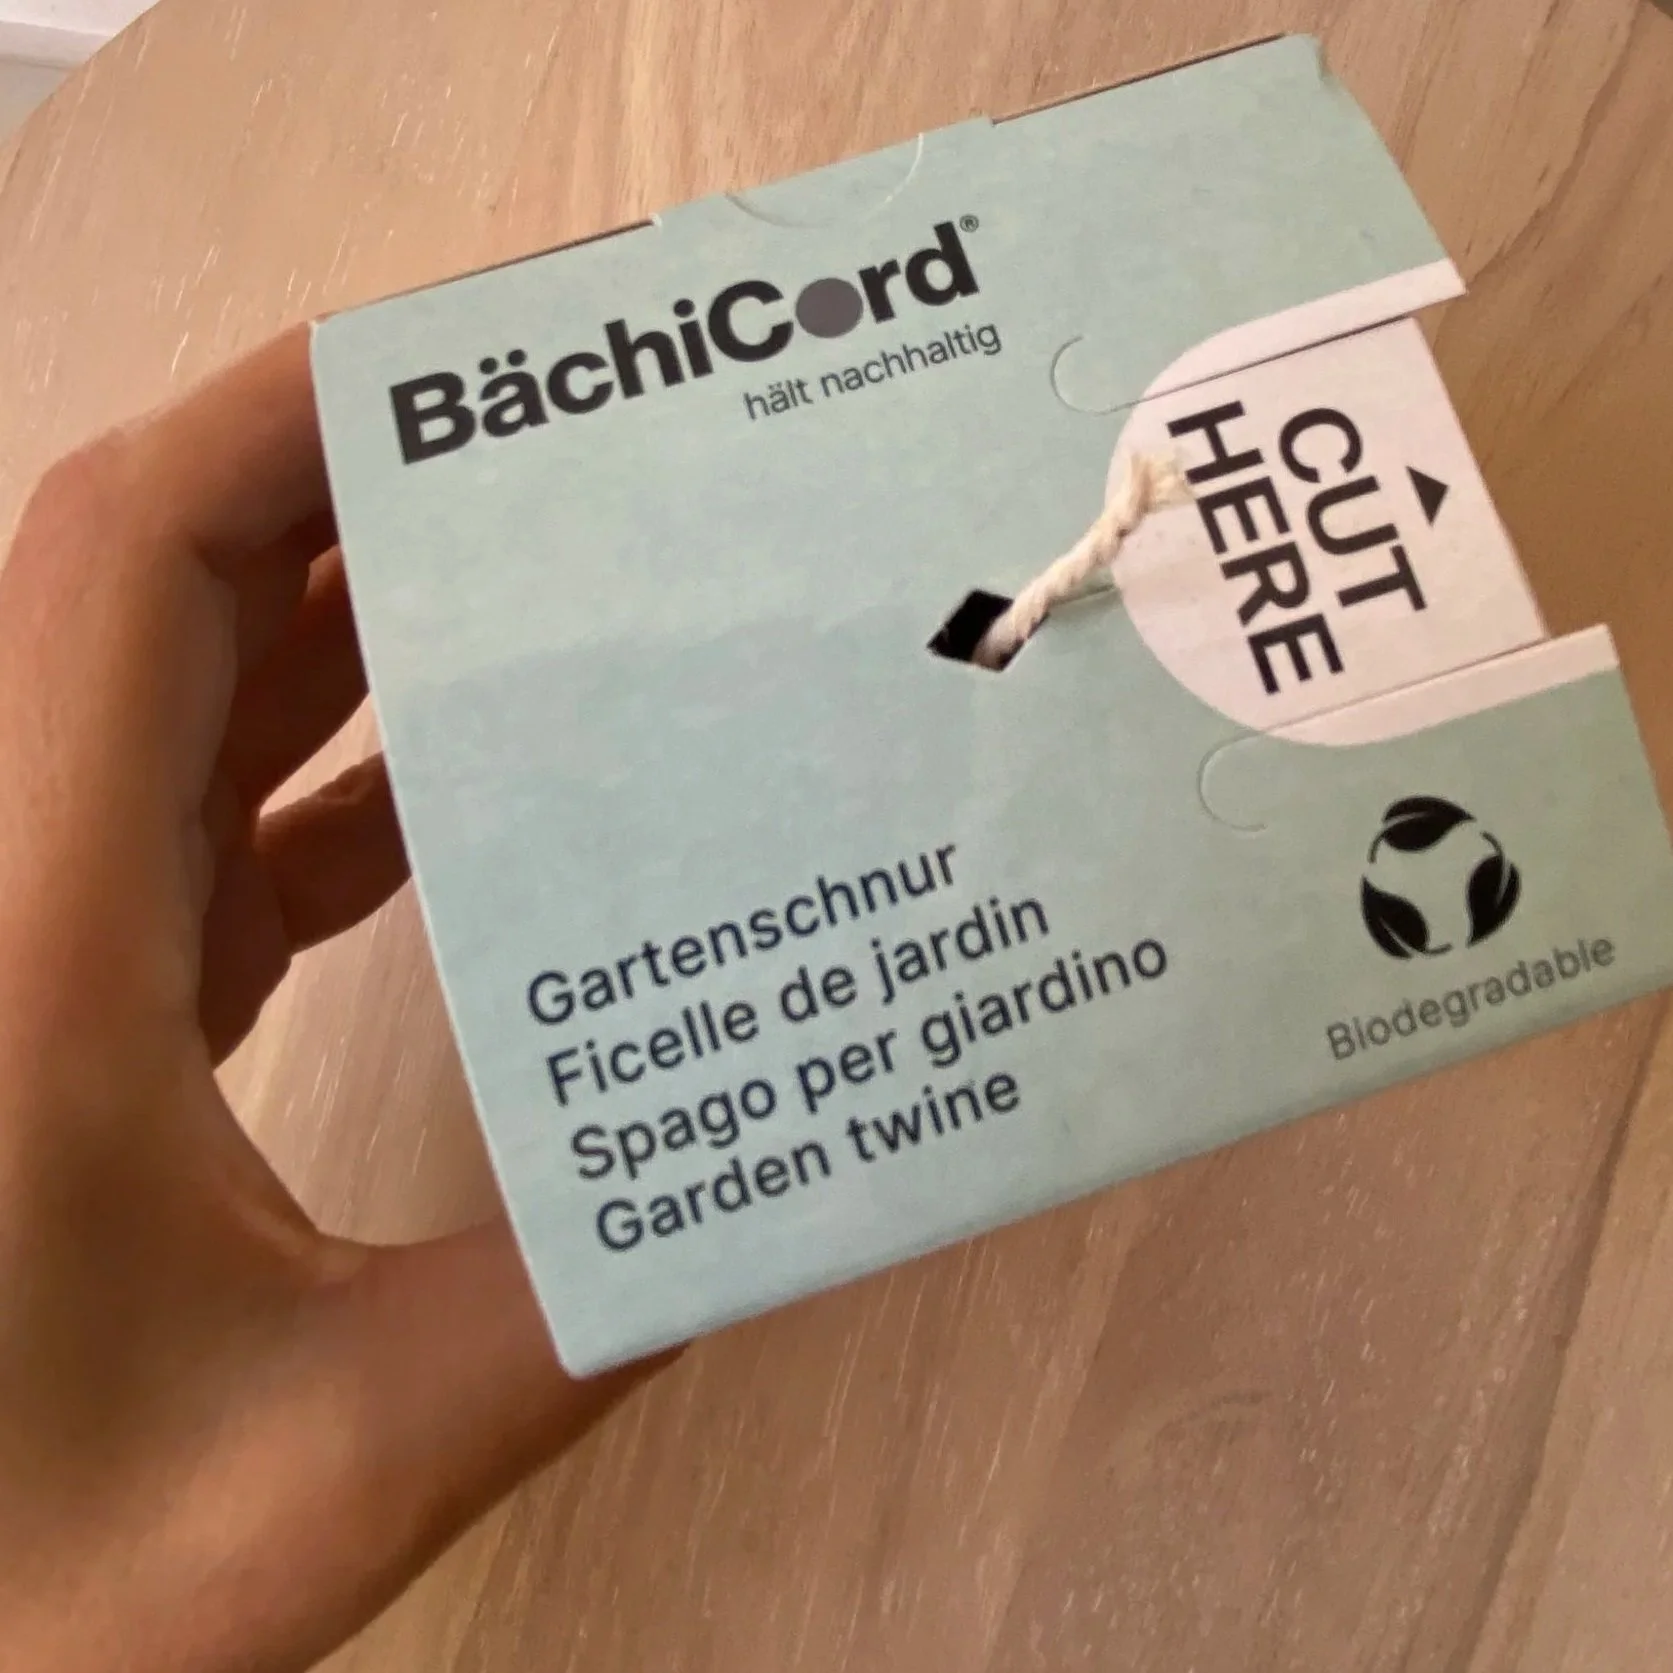 BächiCord®
hält nachhaltig
CUT
HERE
Gartenschnur
Ficelle de jardin
Spago per giardino
Garden twine
Biodegradable